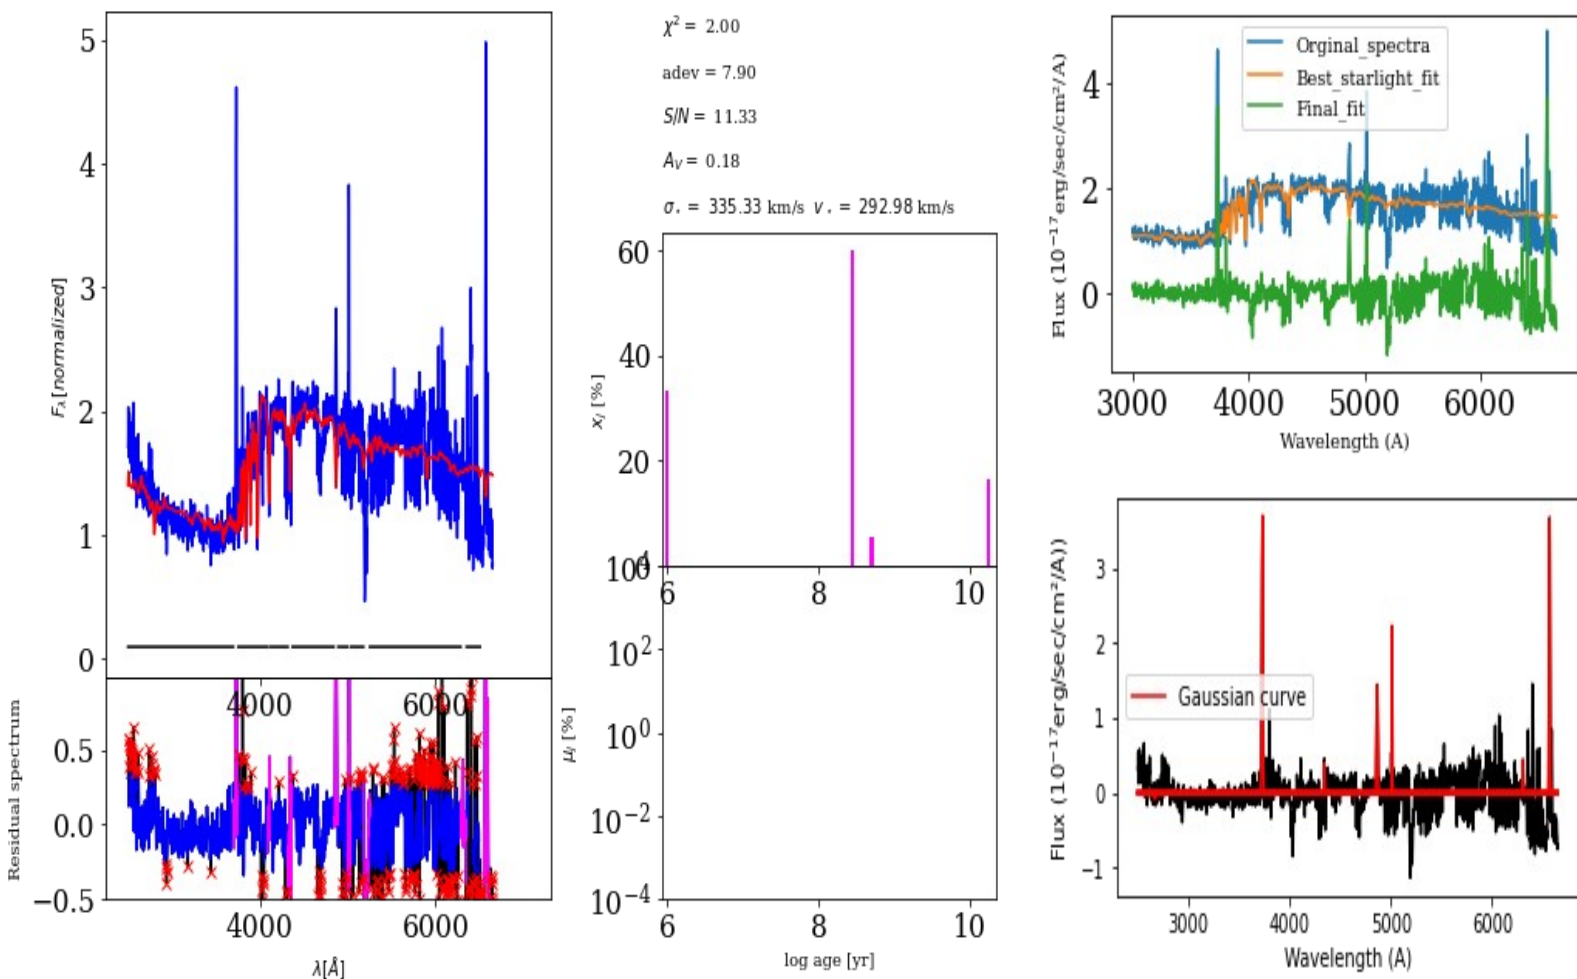 χ² = 2.00
adev = 7.90
S/N = 11.33
A_V = 0.18
σ⋆ = 335.33 km/s v⋆ = 292.98 km/s
F_λ[normalized]
5
4
3
2
1
0
4000
6000
Residual spectrum
0.5
0.0
−0.5
4000
6000
λ[Å]
x_j [%]
60
40
20
6
8
10
μ_j [%]
10²
10⁰
10⁻²
10⁻⁴
6
8
10
log age [yr]
Orginal_spectra
Best_starlight_fit
Final_fit
Flux (10⁻¹⁷erg/sec/cm²/A)
4
2
0
3000
4000
5000
6000
Wavelength (A)
Gaussian curve
Flux (10⁻¹⁷erg/sec/cm²/A))
3
2
1
0
−1
3000
4000
5000
6000
Wavelength (A)